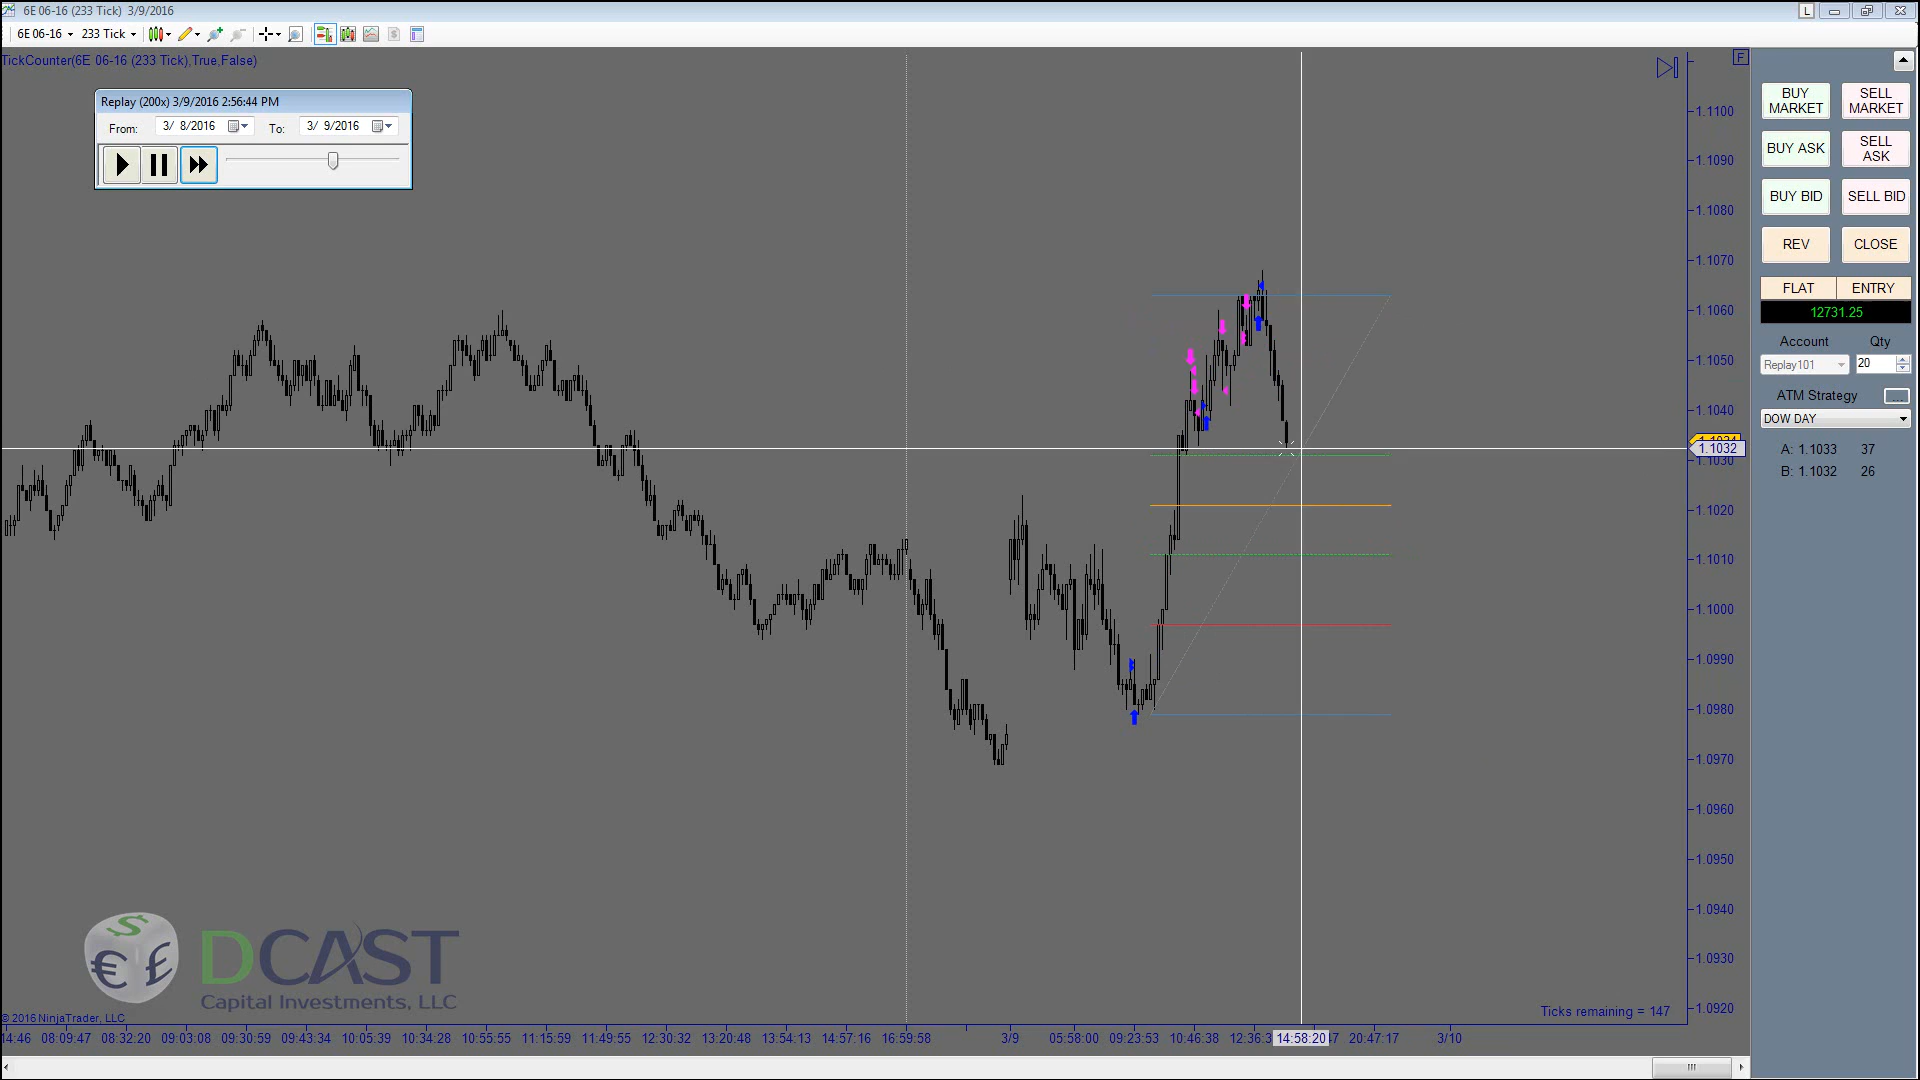 6E 06-16 (233 Tick) 3/9/2016
L
6E 06-16 233 Tick
TickCounter(6E 06-16 (233 Tick),True,False)
F
Replay (200x) 3/9/2016 2:56:44 PM
From: 3/ 8/2016 To: 3/ 9/2016
1.1100
1.1090
1.1080
1.1070
1.1060
1.1050
1.1040
1.1032
1.1030
1.1020
1.1010
1.1000
1.0990
1.0980
1.0970
1.0960
1.0950
1.0940
1.0930
1.0920
BUY MARKET
SELL MARKET
BUY ASK
SELL ASK
BUY BID
SELL BID
REV
CLOSE
FLAT
ENTRY
12731.25
Account Qty
Replay101 20
ATM Strategy ...
DOW DAY
A: 1.1033 37
B: 1.1032 26
$
€ £
DCAST
Capital Investments, LLC
© 2016 NinjaTrader, LLC
Ticks remaining = 147
14:46 08:09:47 08:32:20 09:03:08 09:30:59 09:43:34 10:05:39 10:34:28 10:55:55 11:15:59 11:49:55 12:30:32 13:20:48 13:54:13 14:57:16 16:59:58 3/9 05:58:00 09:23:53 10:46:38 12:36:3 14:58:20 47 20:47:17 3/10